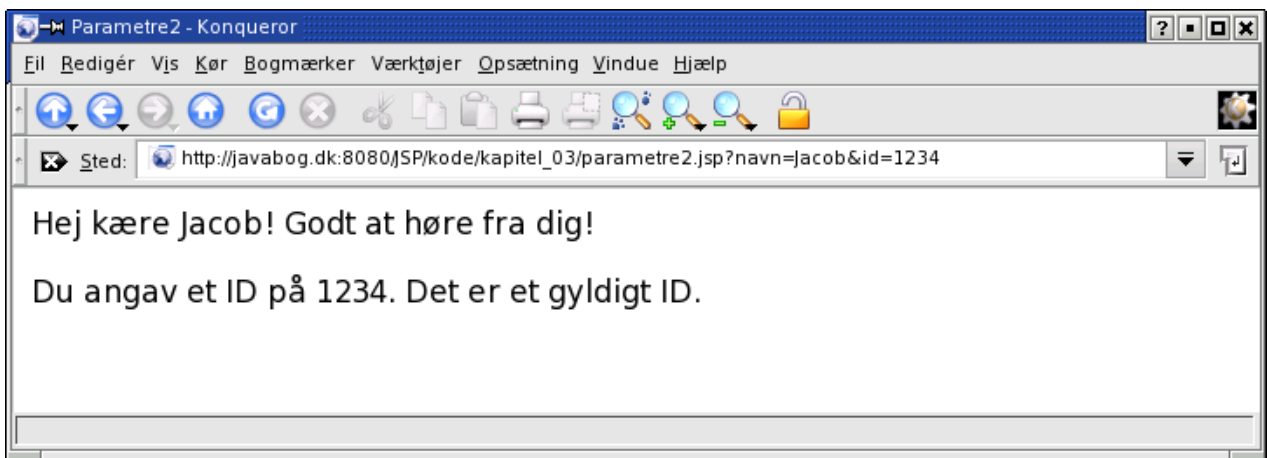 Parametre2 - Konqueror
Fil Redigér Vis Kør Bogmærker Værktøjer Opsætning Vindue Hjælp
Sted: http://javabog.dk:8080/JSP/kode/kapitel_03/parametre2.jsp?navn=Jacob&id=1234
Hej kære Jacob! Godt at høre fra dig!
Du angav et ID på 1234. Det er et gyldigt ID.